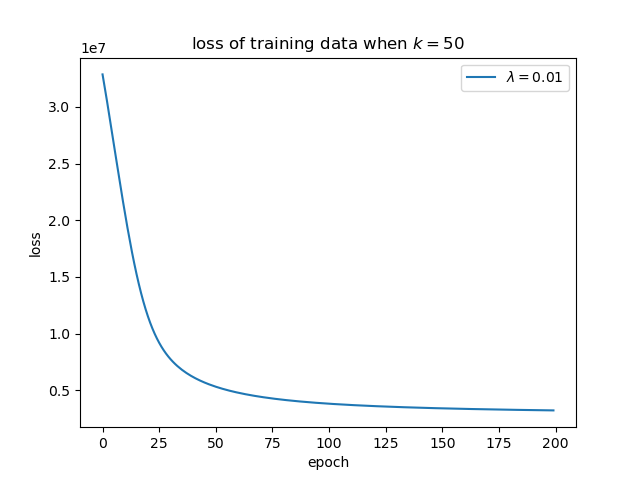 loss of training data when k = 50
1e7
λ = 0.01
3.0
2.5
2.0
1.5
1.0
0.5
loss
0 25 50 75 100 125 150 175 200
epoch